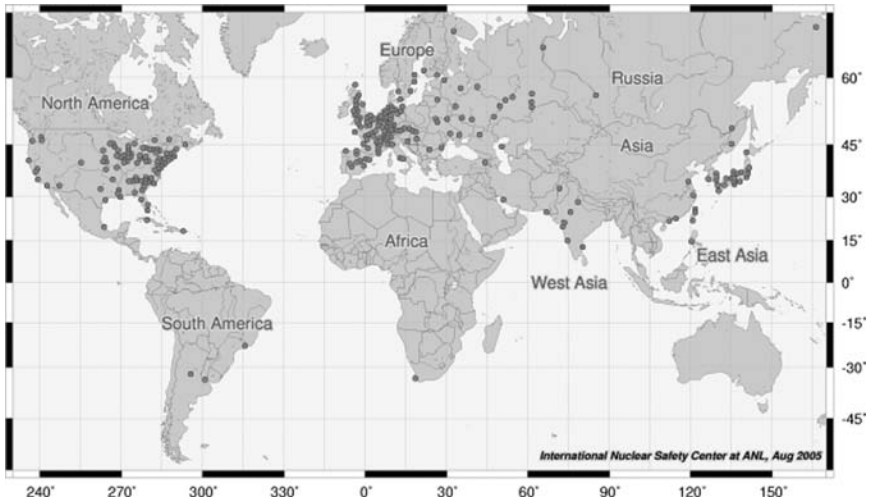 Europe
60°
Russia
North America
45°
Asia
30°
Africa
15°
East Asia
West Asia
0°
South America
-15°
-30°
-45°
International Nuclear Safety Center at ANL, Aug 2005
240° 270° 300° 330° 0° 30° 60° 90° 120° 150°